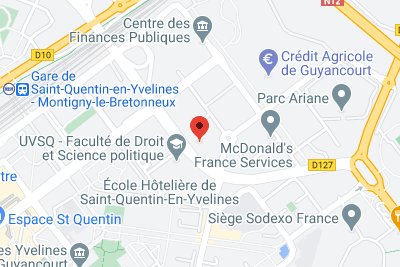 N12
Centre des
Finances Publiques
D10
Crédit Agricole
de Guyancourt
Gare de
Saint-Quentin-en-Yvelines
- Montigny-le-Bretonneux
RER
Parc Ariane
UVSQ - Faculté de Droit
et Science politique
McDonald's
France Services
D127
École Hôtelière de
Saint-Quentin-En-Yvelines
Espace St Quentin
Siège Sodexo France
Yvelines
Guyancourt